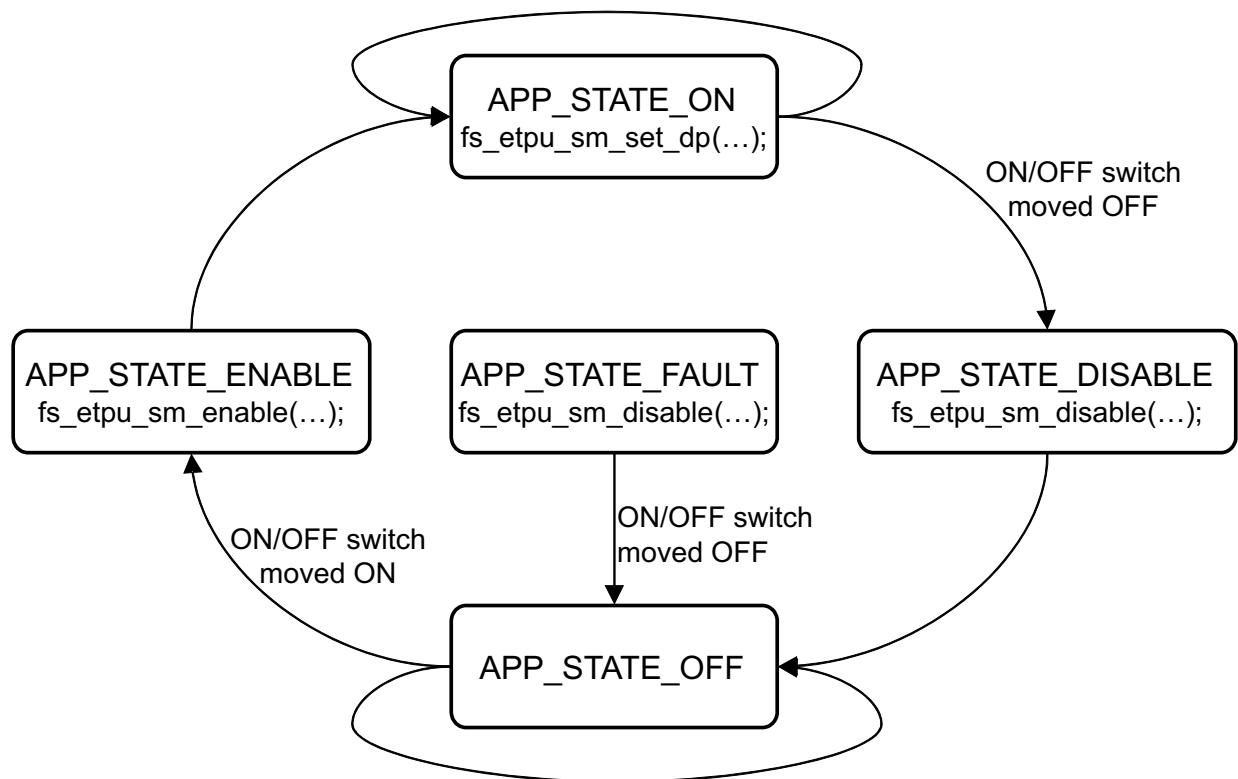 APP_STATE_ON
fs_etpu_sm_set_dp(…);
ON/OFF switch
moved OFF
APP_STATE_ENABLE
fs_etpu_sm_enable(…);
APP_STATE_FAULT
fs_etpu_sm_disable(…);
APP_STATE_DISABLE
fs_etpu_sm_disable(…);
ON/OFF switch
moved ON
ON/OFF switch
moved OFF
APP_STATE_OFF